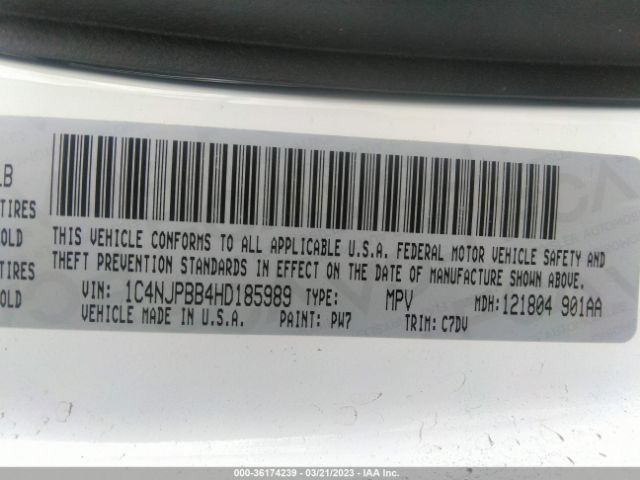 LB
TIRES
OLD
TIRES
OLD
THIS VEHICLE CONFORMS TO ALL APPLICABLE U.S.A. FEDERAL MOTOR VEHICLE SAFETY AND
THEFT PREVENTION STANDARDS IN EFFECT ON THE DATE OF MANUFACTURE SHOWN ABOVE.
VIN: 1C4NJPBB4HD185989 TYPE: MPV MDH:121804 901AA
VEHICLE MADE IN U.S.A. PAINT: PW7 TRIM: C7DV
000-36174239 - 03/21/2023 - IAA Inc.